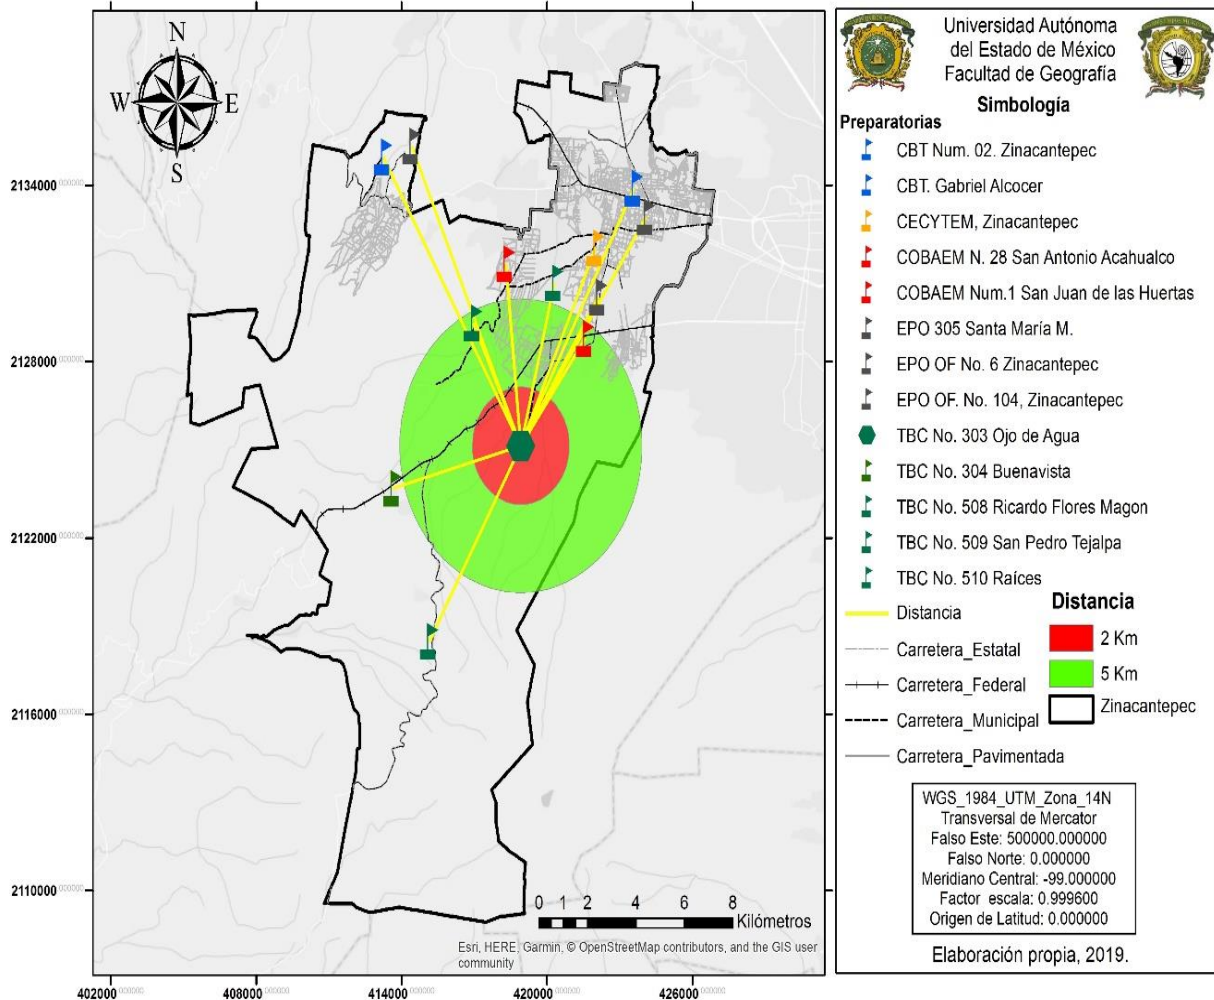 N
W
E
S
2134000
2128000
2122000
2116000
2110000
402000
408000
414000
420000
426000
0 1 2 4 6 8
Kilómetros
Esri, HERE, Garmin, © OpenStreetMap contributors, and the GIS user
community
Universidad Autónoma
del Estado de México
Facultad de Geografía
Simbología
Preparatorias
CBT Num. 02. Zinacantepec
CBT. Gabriel Alcocer
CECYTEM, Zinacantepec
COBAEM N. 28 San Antonio Acahualco
COBAEM Num.1 San Juan de las Huertas
EPO 305 Santa María M.
EPO OF No. 6 Zinacantepec
EPO OF. No. 104, Zinacantepec
TBC No. 303 Ojo de Agua
TBC No. 304 Buenavista
TBC No. 508 Ricardo Flores Magon
TBC No. 509 San Pedro Tejalpa
TBC No. 510 Raíces
Distancia
Carretera_Estatal
Carretera_Federal
Carretera_Municipal
Carretera_Pavimentada
Distancia
2 Km
5 Km
Zinacantepec
WGS_1984_UTM_Zona_14N
Transversal de Mercator
Falso Este: 500000.000000
Falso Norte: 0.000000
Meridiano Central: -99.000000
Factor escala: 0.999600
Origen de Latitud: 0.000000
Elaboración propia, 2019.